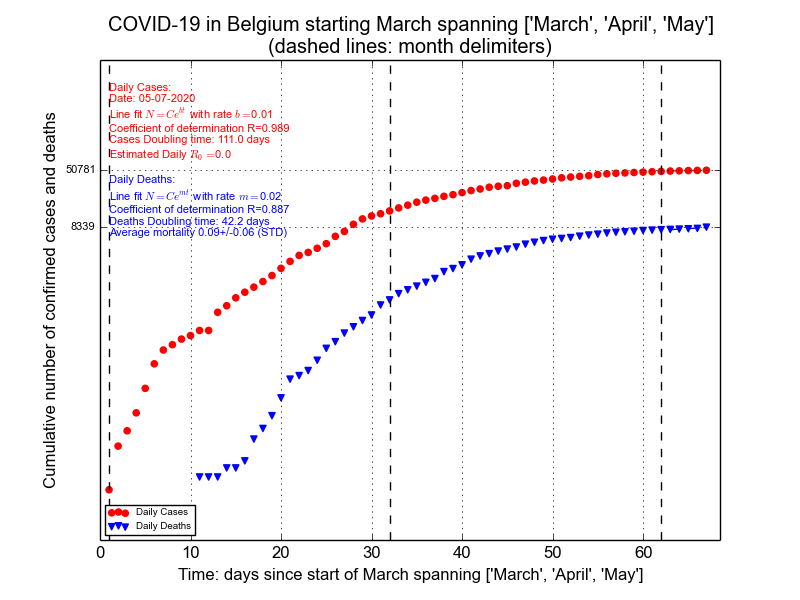 COVID-19 in Belgium starting March spanning ['March', 'April', 'May']
(dashed lines: month delimiters)
Cumulative number of confirmed cases and deaths
50781
8339
Daily Cases:
Date: 05-07-2020
Line fit N = Ce^{bt} with rate b = 0.01
Coefficient of determination R=0.989
Cases Doubling time: 111.0 days
Estimated Daily R_0 = 0.0
Daily Deaths:
Line fit N = Ce^{mt} with rate m = 0.02
Coefficient of determination R=0.887
Deaths Doubling time: 42.2 days
Average mortality 0.09+/-0.06 (STD)
Daily Cases
Daily Deaths
0 10 20 30 40 50 60
Time: days since start of March spanning ['March', 'April', 'May']